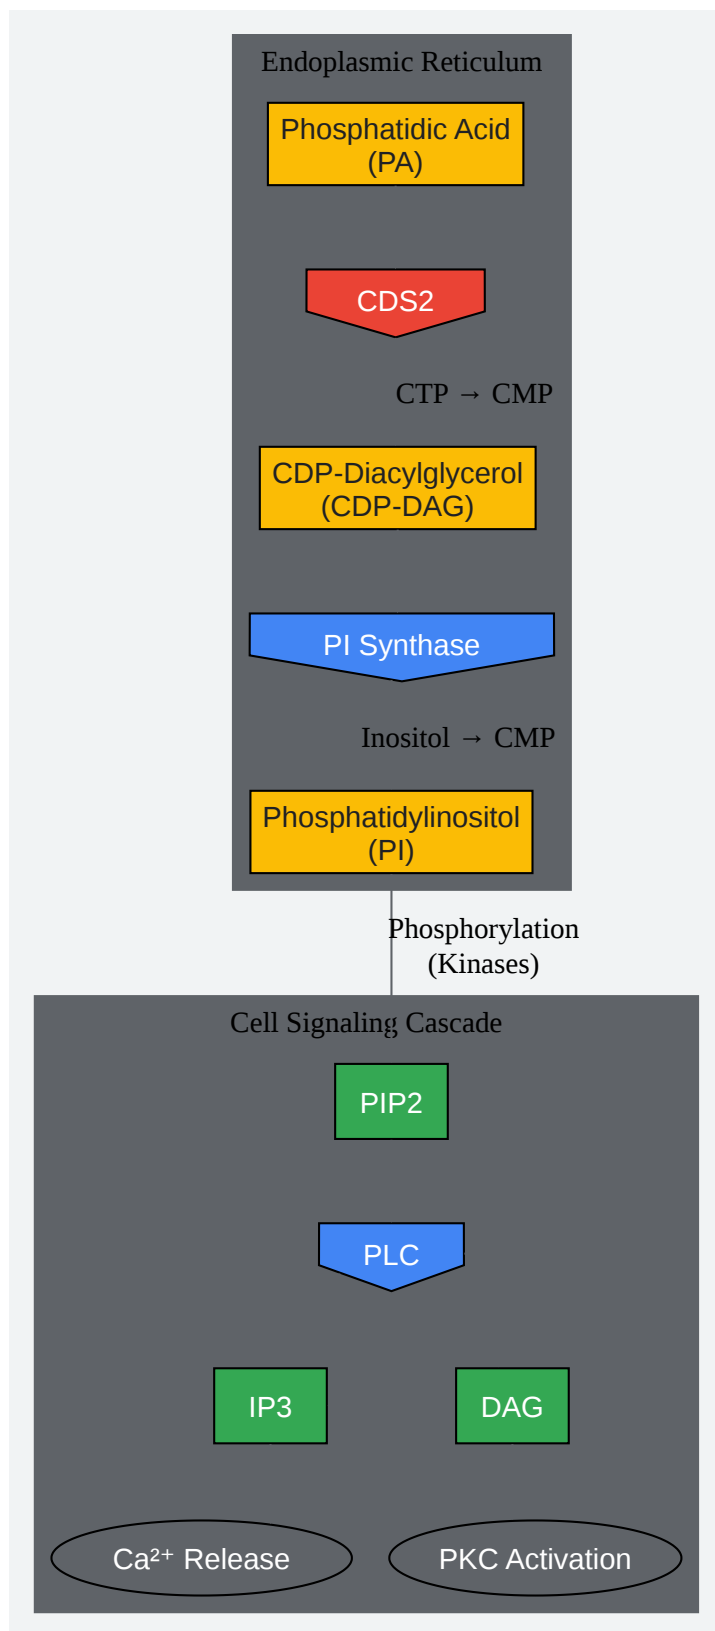 Endoplasmic Reticulum
Phosphatidic Acid
(PA)
CDS2
CTP → CMP
CDP-Diacylglycerol
(CDP-DAG)
PI Synthase
Inositol → CMP
Phosphatidylinositol
(PI)
Phosphorylation
(Kinases)
Cell Signaling Cascade
PIP2
PLC
IP3
DAG
Ca²⁺ Release
PKC Activation